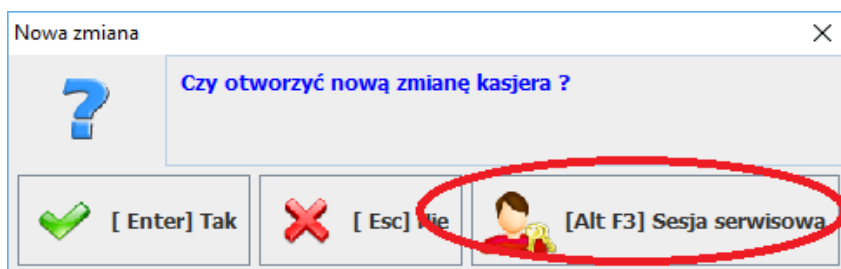 Nowa zmiana
Czy otworzyć nową zmianę kasjera ?
[ Enter] Tak
[ Esc] Nie
[Alt F3] Sesja serwisowa